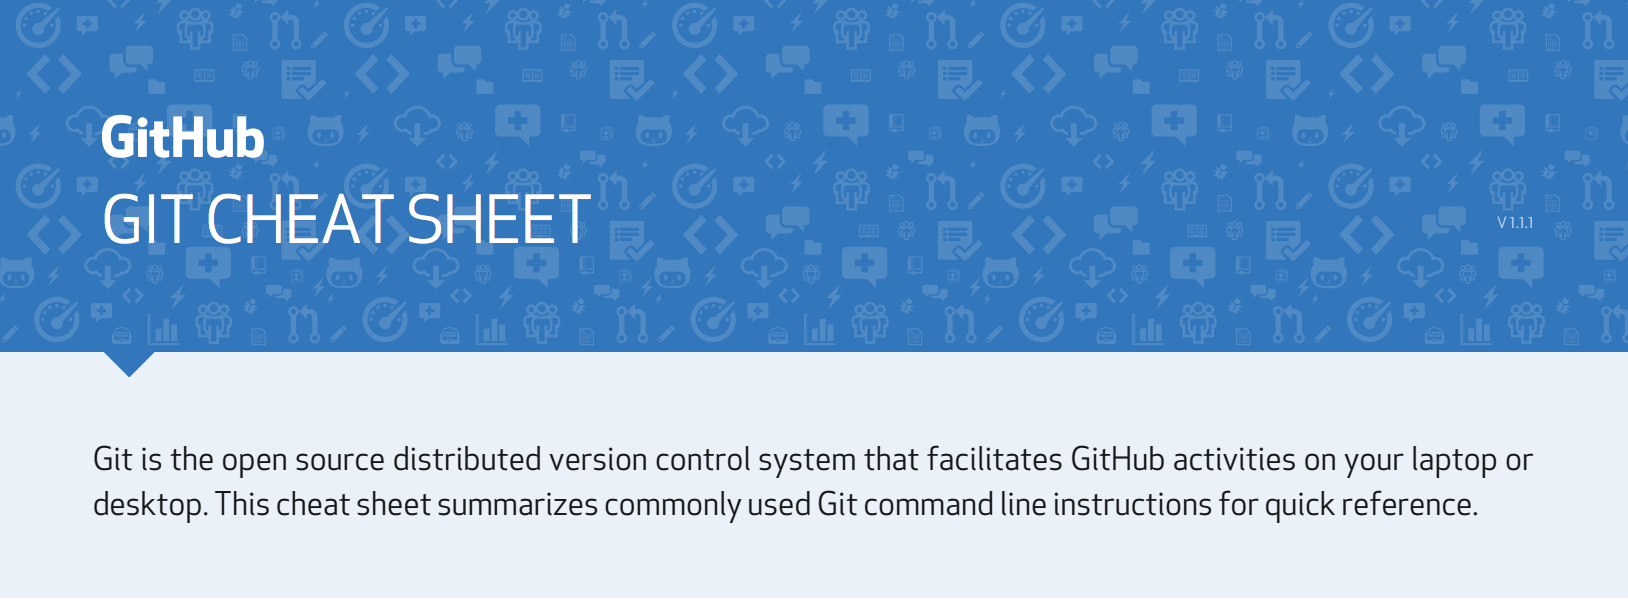 GitHub
GIT CHEAT SHEET
V 1.1.1
Git is the open source distributed version control system that facilitates GitHub activities on your laptop or
desktop. This cheat sheet summarizes commonly used Git command line instructions for quick reference.